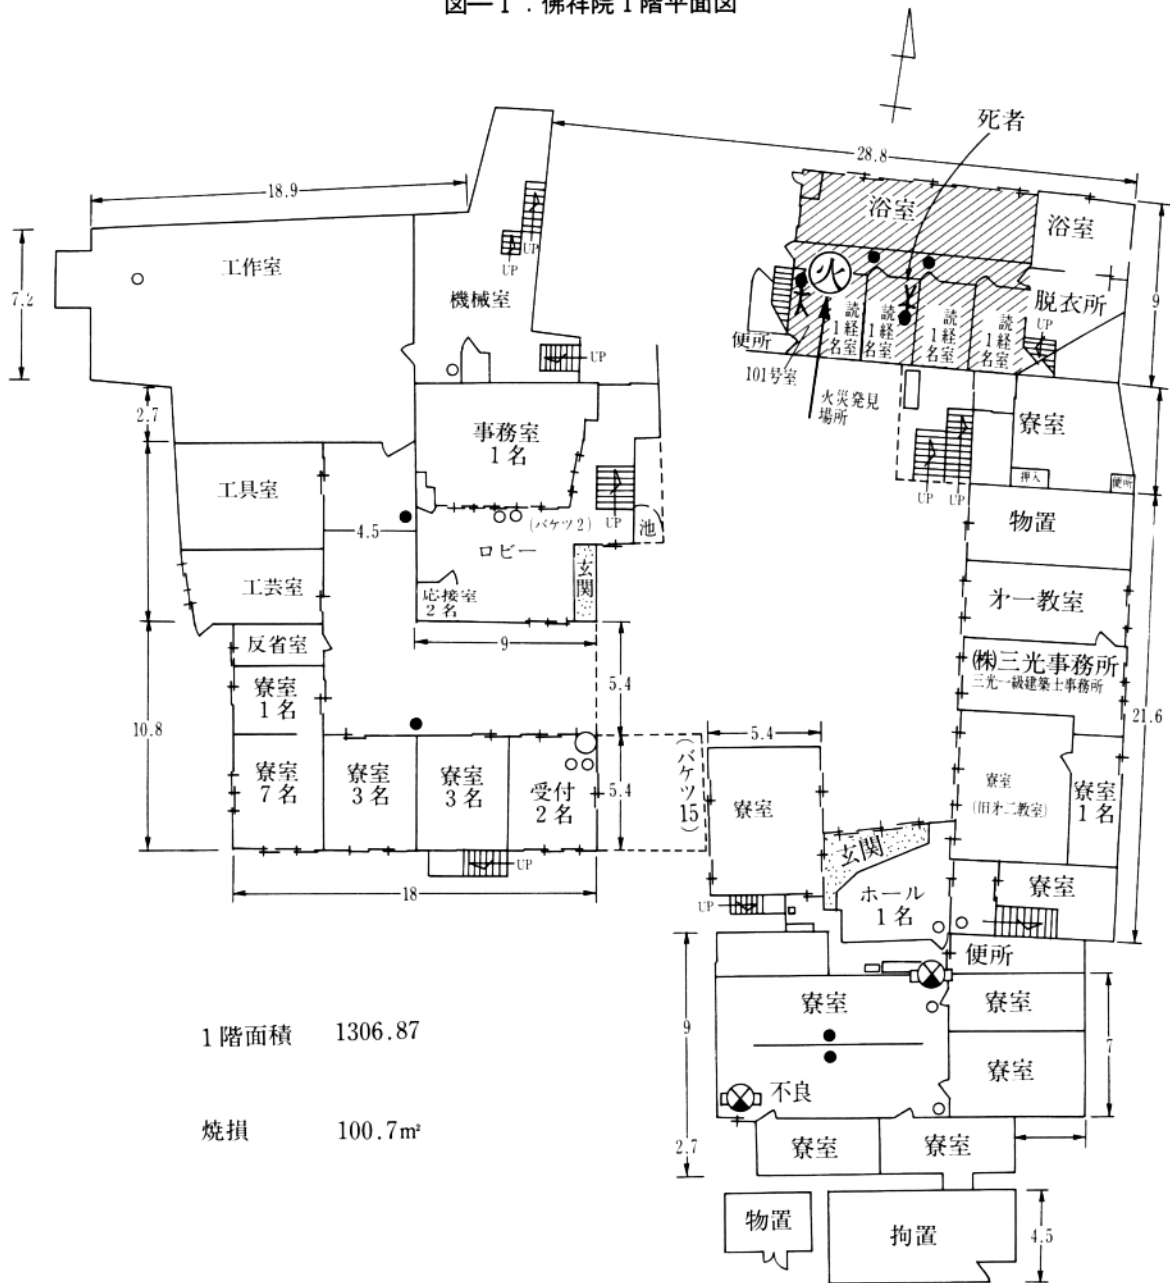 図—1．佛祥院1階平面図
死者
28.8
18.9
浴室
浴室
工作室
7.2
機械室
UP
UP
火
脱衣所
9
便所
読経室
1名
読経室
1名
読経室
1名
読経室
1名
UP
UP
101号室
火災発見
場所
2.7
事務室
1名
寮室
工具室
押入
便所
UP
UP
UP
4.5
(バケツ2)
池
物置
ロビー
玄関
工芸室
応接室
2名
才一教室
反省室
9
㈱三光事務所
三光一級建築士事務所
寮室
1名
5.4
10.8
21.6
5.4
寮室
7名
寮室
3名
寮室
3名
受付
2名
5.4
(バケツ15)
寮室
寮室
(旧才二教室)
寮室
1名
玄関
UP
18
ホール
1名
寮室
UP
便所
寮室
寮室
9
7
寮室
不良
1階面積 1306.87
焼損 100.7m²
2.7
寮室
寮室
物置
拘置
4.5